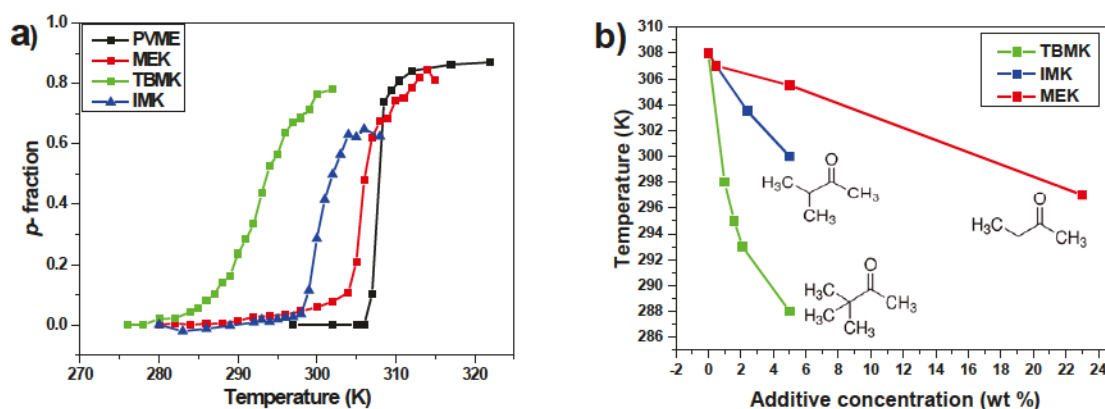 a)
1.0
0.8
0.6
0.4
0.2
0.0
p- fraction
PVME
MEK
TBMK
IMK
270 280 290 300 310 320
Temperature (K)
b)
310
308
306
304
302
300
298
296
294
292
290
288
286
Temperature (K)
TBMK
IMK
MEK
O
H₃C
CH₃
CH₃
O
H₃C
CH₃
O
CH₃
H₃C
H₃C
CH₃
CH₃
-2 0 2 4 6 8 10 12 14 16 18 20 22 24
Additive concentration (wt %)